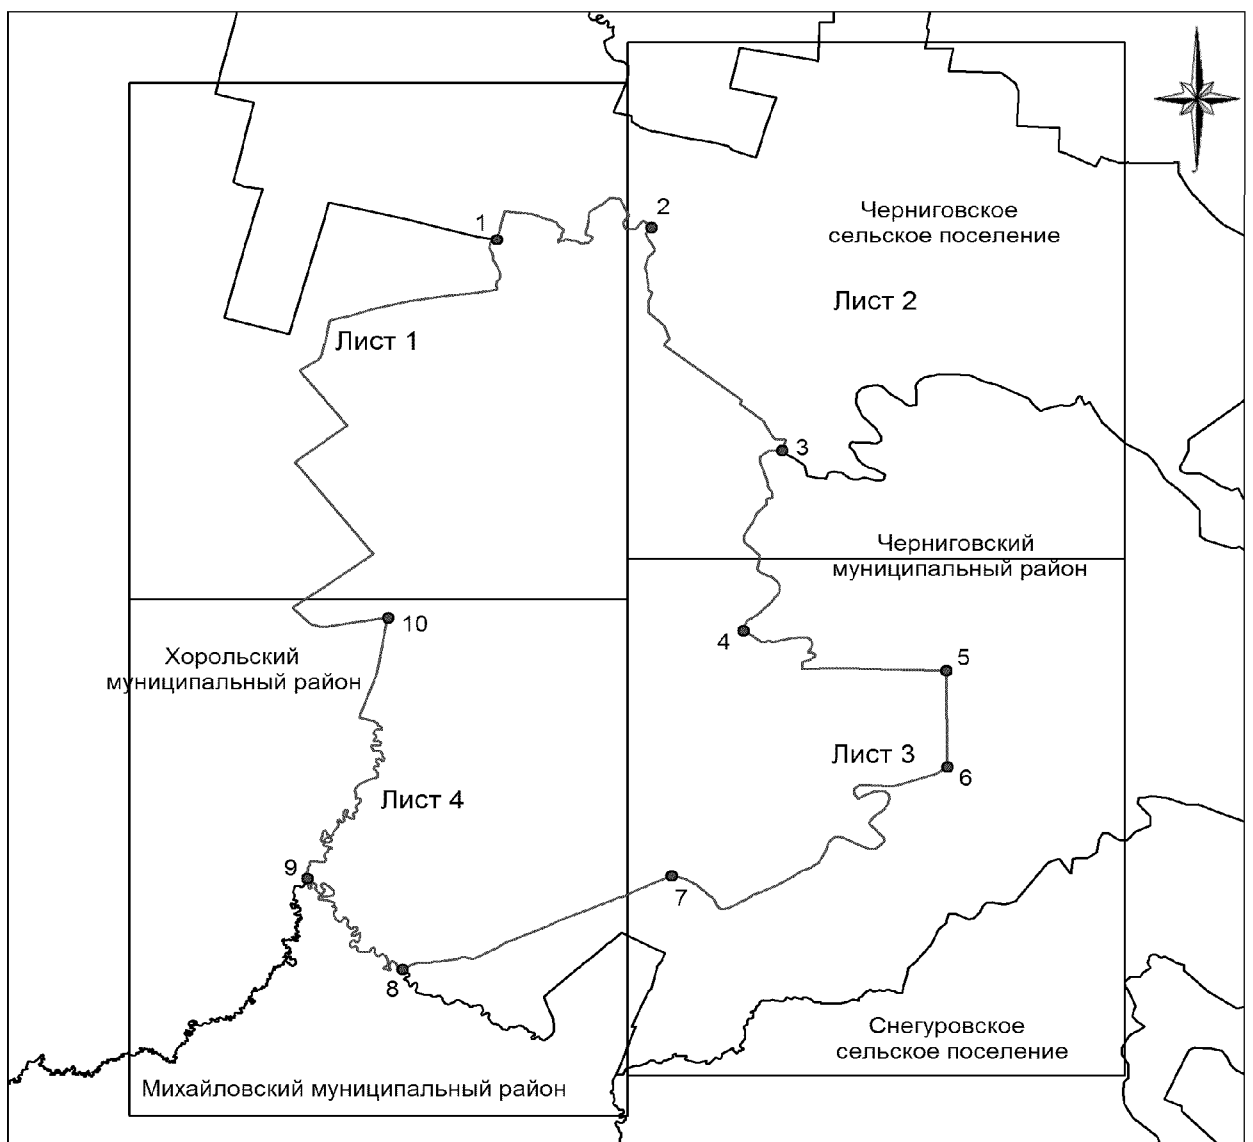 1
2
Черниговское
сельское поселение
Лист 2
Лист 1
3
Черниговский
муниципальный район
10
4
Хорольский
муниципальный район
5
Лист 3
6
Лист 4
9
7
8
Снегуровское
сельское поселение
Михайловский муниципальный район